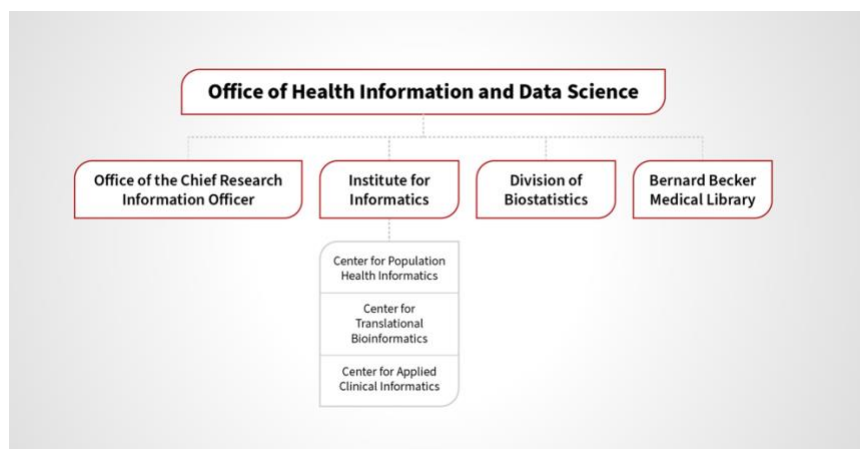 Office of Health Information and Data Science
Office of the Chief Research
Information Officer
Institute for
Informatics
Division of
Biostatistics
Bernard Becker
Medical Library
Center for Population
Health Informatics
Center for
Translational
Bioinformatics
Center for Applied
Clinical Informatics